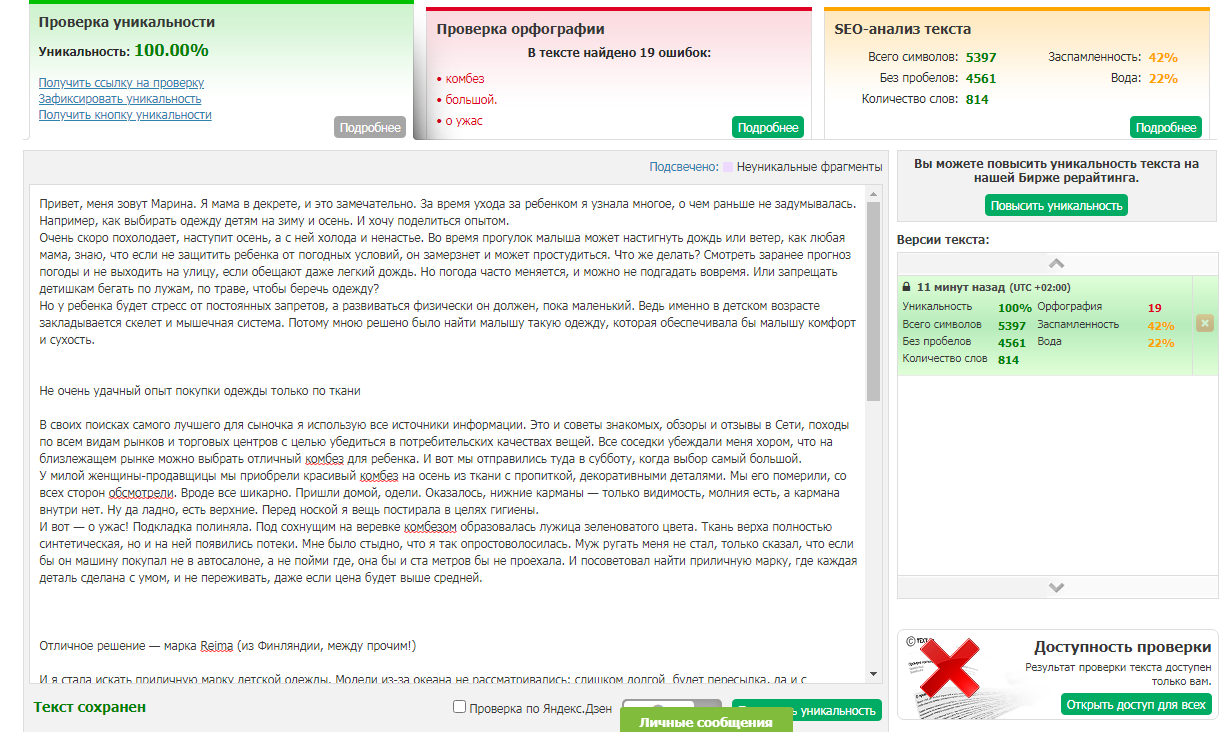 Проверка уникальности
Уникальность: 100.00%
Получить ссылку на проверку
Зафиксировать уникальность
Получить кнопку уникальности
Подробнее
Проверка орфографии
В тексте найдено 19 ошибок:
• комбез
• большой.
• о ужас
Подробнее
SEO-анализ текста
Всего символов: 5397
Без пробелов: 4561
Количество слов: 814
Заспамленность: 42%
Вода: 22%
Подробнее
Подсвечено: Неуникальные фрагменты
Привет, меня зовут Марина. Я мама в декрете, и это замечательно. За время ухода за ребенком я узнала многое, о чем раньше не задумывалась.
Например, как выбирать одежду детям на зиму и осень. И хочу поделиться опытом.
Очень скоро похолодает, наступит осень, а с ней холода и ненастье. Во время прогулок малыша может настигнуть дождь или ветер, как любая
мама, знаю, что если не защитить ребенка от погодных условий, он замерзнет и может простудиться. Что же делать? Смотреть заранее прогноз
погоды и не выходить на улицу, если обещают даже легкий дождь. Но погода часто меняется, и можно не подгадать вовремя. Или запрещать
детишкам бегать по лужам, по траве, чтобы беречь одежду?
Но у ребенка будет стресс от постоянных запретов, а развиваться физически он должен, пока маленький. Ведь именно в детском возрасте
закладывается скелет и мышечная система. Потому мною решено было найти малышу такую одежду, которая обеспечивала бы малышу комфорт
и сухость.
Не очень удачный опыт покупки одежды только по ткани
В своих поисках самого лучшего для сыночка я использую все источники информации. Это и советы знакомых, обзоры и отзывы в Сети, походы
по всем видам рынков и торговых центров с целью убедиться в потребительских качествах вещей. Все соседки убеждали меня хором, что на
близлежащем рынке можно выбрать отличный комбез для ребенка. И вот мы отправились туда в субботу, когда выбор самый большой.
У милой женщины-продавщицы мы приобрели красивый комбез на осень из ткани с пропиткой, декоративными деталями. Мы его померили, со
всех сторон обсмотрели. Вроде все шикарно. Пришли домой, одели. Оказалось, нижние карманы — только видимость, молния есть, а кармана
внутри нет. Ну да ладно, есть верхние. Перед ноской я вещь постирала в целях гигиены.
И вот — о ужас! Подкладка полиняла. Под сохнущим на веревке комбезом образовалась лужица зеленоватого цвета. Ткань верха полностью
синтетическая, но и на ней появились потеки. Мне было стыдно, что я так опростоволосилась. Муж ругать меня не стал, только сказал, что если
бы он машину покупал не в автосалоне, а не пойми где, она бы и ста метров бы не проехала. И посоветовал найти приличную марку, где каждая
деталь сделана с умом, и не переживать, даже если цена будет выше средней.
Отличное решение — марка Reima (из Финляндии, между прочим!)
И я стала искать приличную марку детской одежды. Модели из-за океана не рассматривались: слишком долгой будет пересылка, да и с
Текст сохранен
Проверка по Яндекс.Дзен
уникальность
Личные сообщения
Вы можете повысить уникальность текста на
нашей Бирже рерайтинга.
Повысить уникальность
Версии текста:
11 минут назад (UTC +02:00)
Уникальность 100% Орфография 19
Всего символов 5397 Заспамленность 42%
Без пробелов 4561 Вода 22%
Количество слов 814
Доступность проверки
Результат проверки текста доступен
только вам.
Открыть доступ для всех